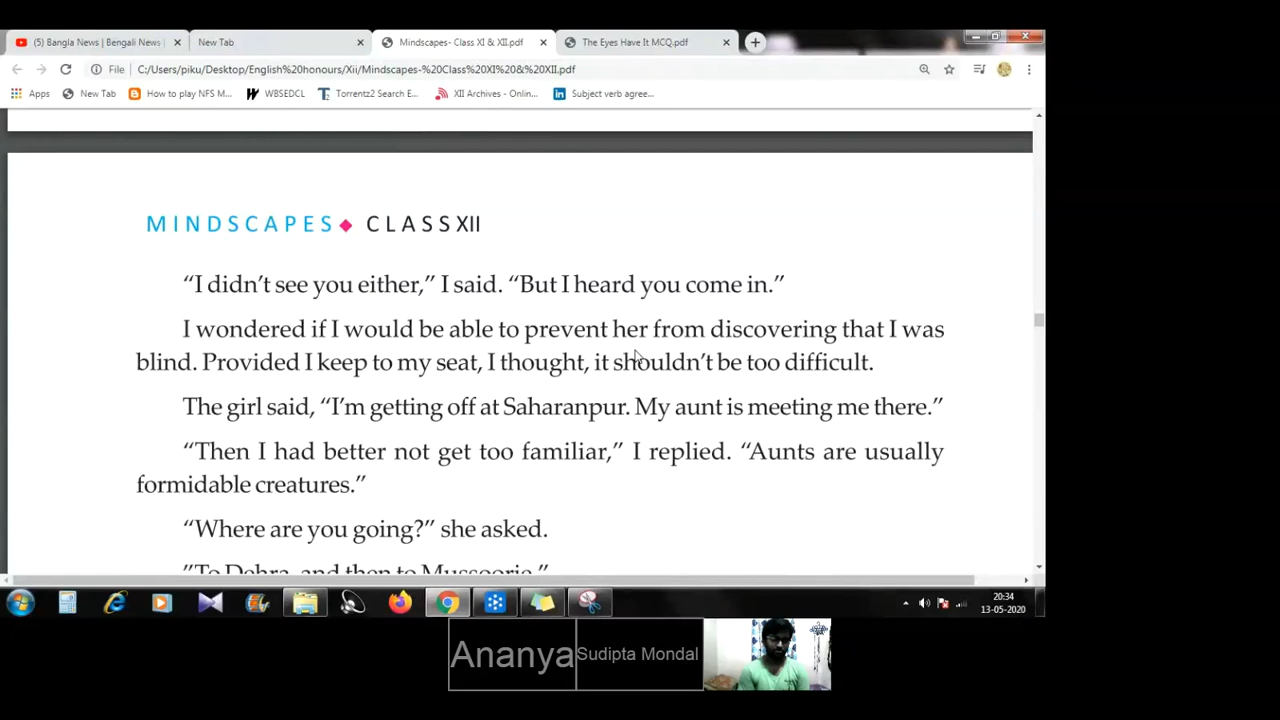 (5) Bangla News | Bengali News |
New Tab
Mindscapes- Class XI & XII.pdf
The Eyes Have It MCQ.pdf
File
C:/Users/piku/Desktop/English%20honours/Xii/Mindscapes-%20Class%20XI%20&%20XII.pdf
Apps
New Tab
How to play NFS M...
WBSEDCL
Torrentz2 Search E...
XII Archives - Onlin...
Subject verb agree...
MINDSCAPES ◆ CLASS XII
“I didn’t see you either,” I said. “But I heard you come in.”
I wondered if I would be able to prevent her from discovering that I was
blind. Provided I keep to my seat, I thought, it shouldn’t be too difficult.
The girl said, “I’m getting off at Saharanpur. My aunt is meeting me there.”
“Then I had better not get too familiar,” I replied. “Aunts are usually
formidable creatures.”
“Where are you going?” she asked.
”To Dehra, and then to Mussoorie.”
20:34
13-05-2020
Ananya
Sudipta Mondal